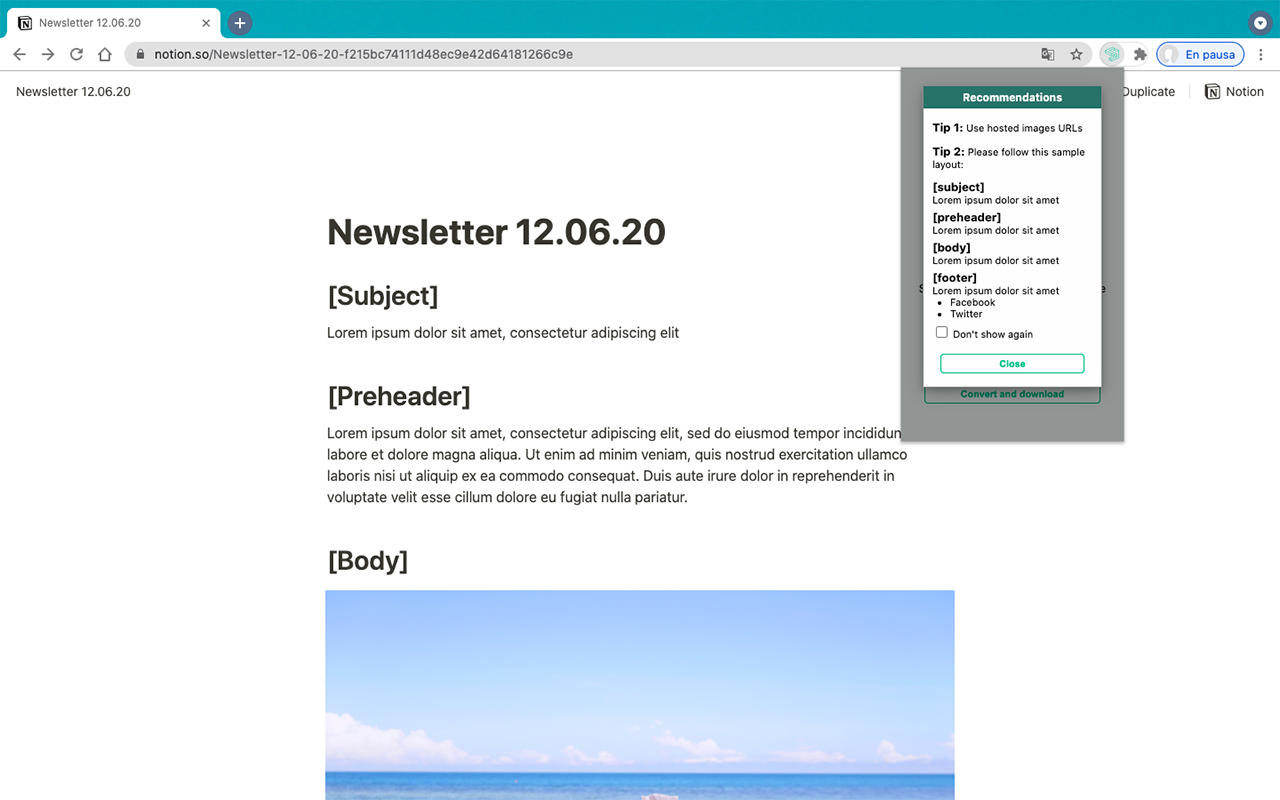 Newsletter 12.06.20
notion.so/Newsletter-12-06-20-f215bc74111d48ec9e42d64181266c9e
En pausa
Newsletter 12.06.20
Duplicate
Notion
Recommendations
Tip 1: Use hosted images URLs
Tip 2: Please follow this sample
layout:
[subject]
Lorem ipsum dolor sit amet
[preheader]
Lorem ipsum dolor sit amet
[body]
Lorem ipsum dolor sit amet
[footer]
Lorem ipsum dolor sit amet
• Facebook
• Twitter
Don't show again
Close
Convert and download
Newsletter 12.06.20
[Subject]
Lorem ipsum dolor sit amet, consectetur adipiscing elit
[Preheader]
Lorem ipsum dolor sit amet, consectetur adipiscing elit, sed do eiusmod tempor incididun
labore et dolore magna aliqua. Ut enim ad minim veniam, quis nostrud exercitation ullamco
laboris nisi ut aliquip ex ea commodo consequat. Duis aute irure dolor in reprehenderit in
voluptate velit esse cillum dolore eu fugiat nulla pariatur.
[Body]